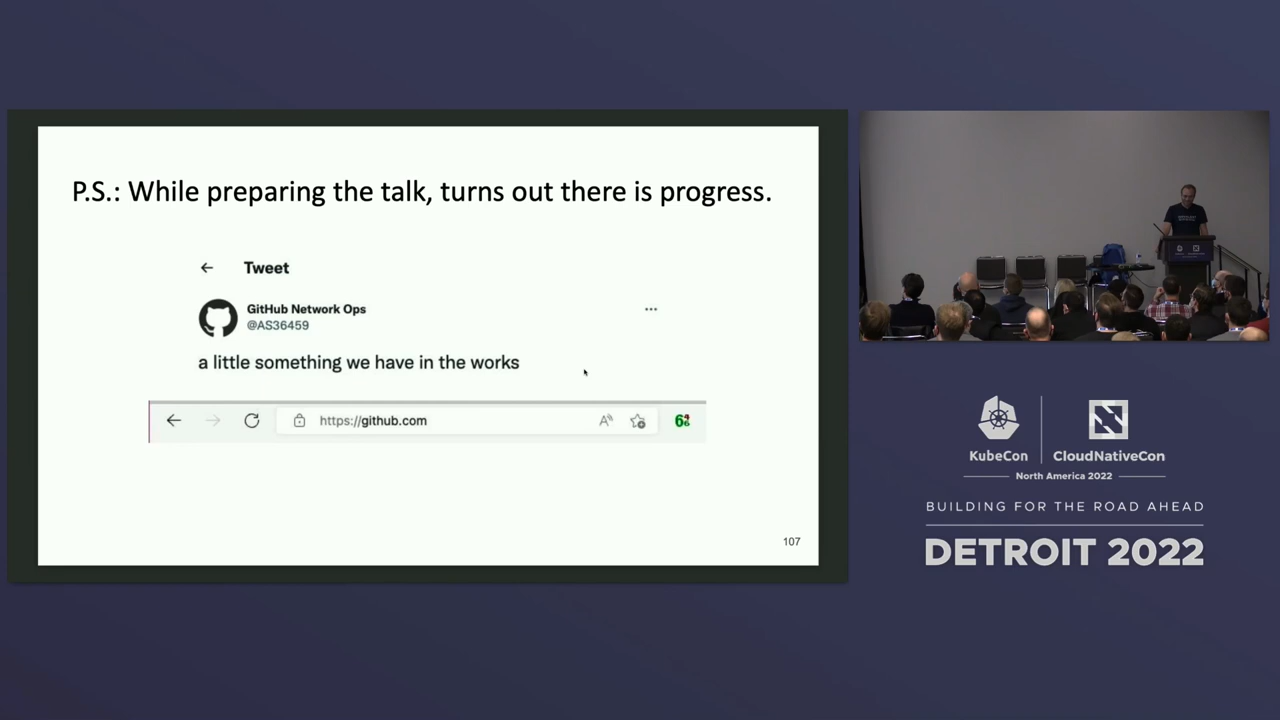 P.S.: While preparing the talk, turns out there is progress.
Tweet
GitHub Network Ops
@AS36459
a little something we have in the works
https://github.com
107
KubeCon
CloudNativeCon
North America 2022
BUILDING FOR THE ROAD AHEAD
DETROIT 2022